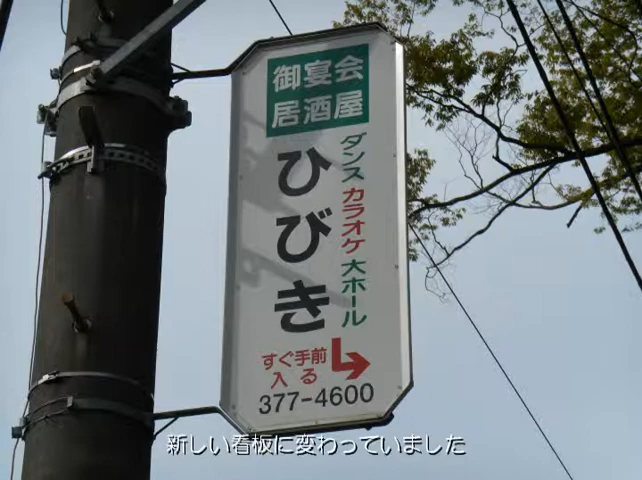 御宴会
居酒屋
ダンス カラオケ 大ホール
ひびき
すぐ手前
入る
377-4600
新しい看板に変わっていました